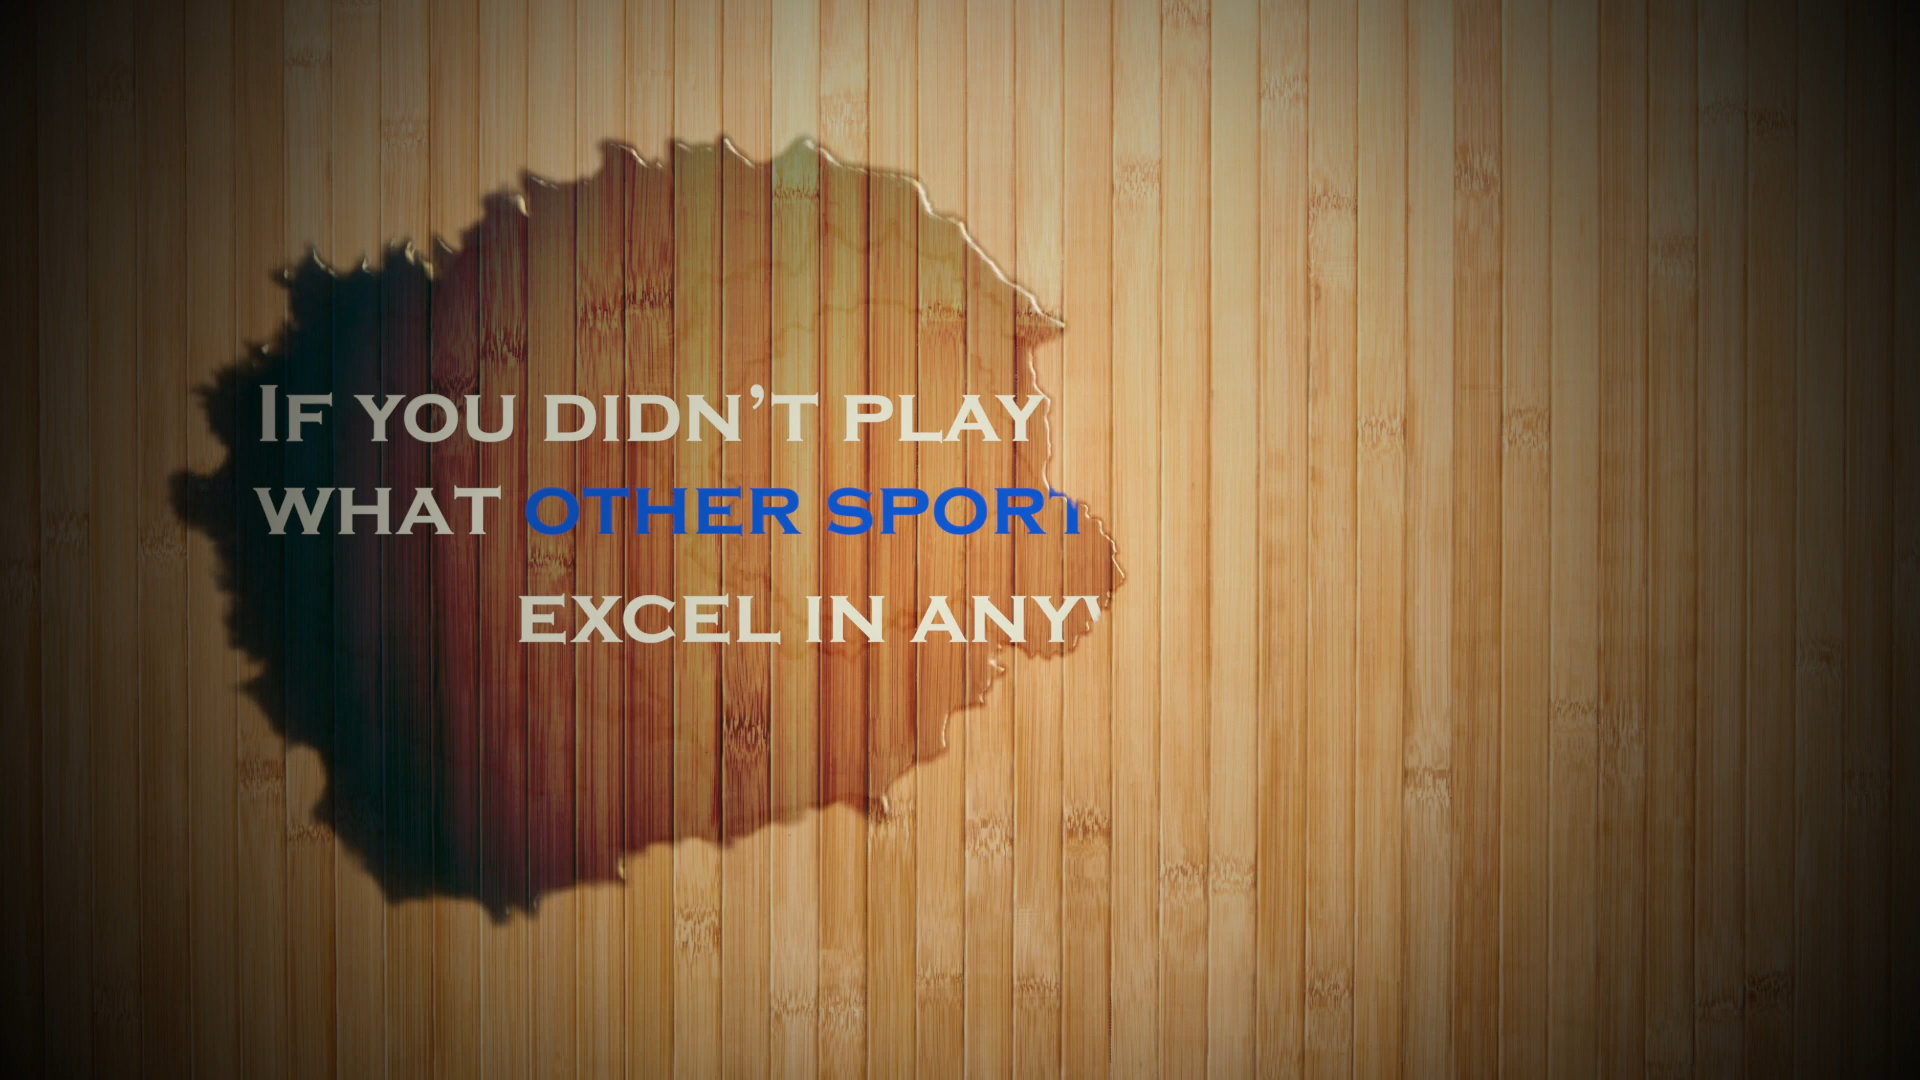 If you didn't play
what other sport
excel in any